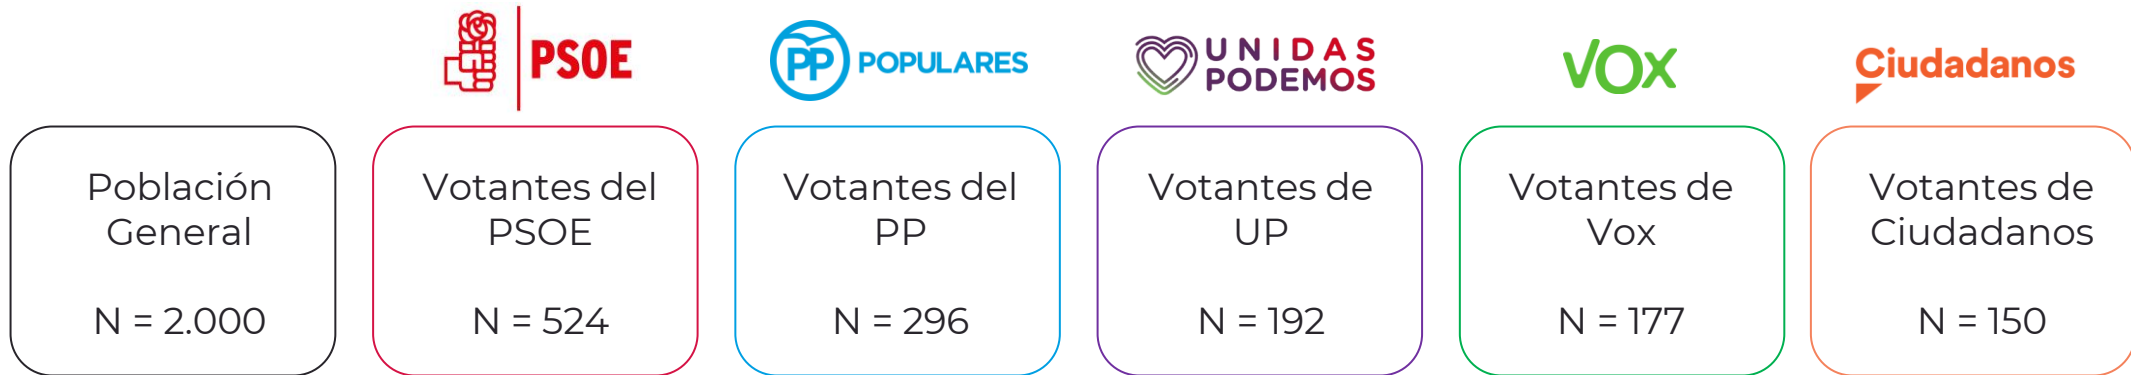 PSOE
PP POPULARES
UNIDAS
PODEMOS
VOX
Ciudadanos
Población
General
N = 2.000
Votantes del
PSOE
N = 524
Votantes del
PP
N = 296
Votantes de
UP
N = 192
Votantes de
Vox
N = 177
Votantes de
Ciudadanos
N = 150